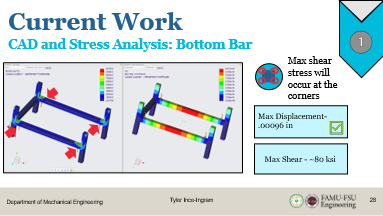 Current Work
CAD and Stress Analysis: Bottom Bar
1
Max shear
stress will
occur at the
corners
Max Displacement-
.00096 in
Max Shear - ~80 ksi
Department of Mechanical Engineering
Tyler Inco-Ingram
FAMU-FSU
Engineering
28